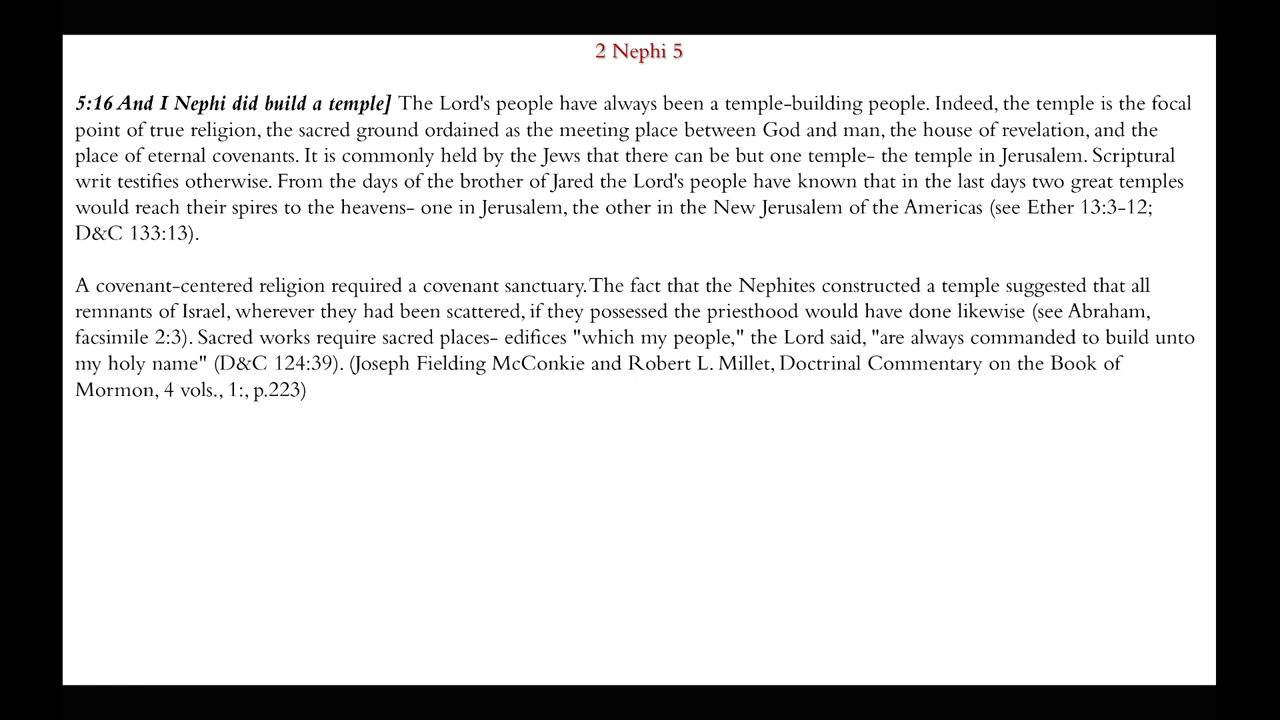 2 Nephi 5
5:16 And I Nephi did build a temple] The Lord's people have always been a temple-building people. Indeed, the temple is the focal
point of true religion, the sacred ground ordained as the meeting place between God and man, the house of revelation, and the
place of eternal covenants. It is commonly held by the Jews that there can be but one temple- the temple in Jerusalem. Scriptural
writ testifies otherwise. From the days of the brother of Jared the Lord's people have known that in the last days two great temples
would reach their spires to the heavens- one in Jerusalem, the other in the New Jerusalem of the Americas (see Ether 13:3-12;
D&C 133:13).
A covenant-centered religion required a covenant sanctuary. The fact that the Nephites constructed a temple suggested that all
remnants of Israel, wherever they had been scattered, if they possessed the priesthood would have done likewise (see Abraham,
facsimile 2:3). Sacred works require sacred places- edifices "which my people," the Lord said, "are always commanded to build unto
my holy name" (D&C 124:39). (Joseph Fielding McConkie and Robert L. Millet, Doctrinal Commentary on the Book of
Mormon, 4 vols., 1:, p.223)